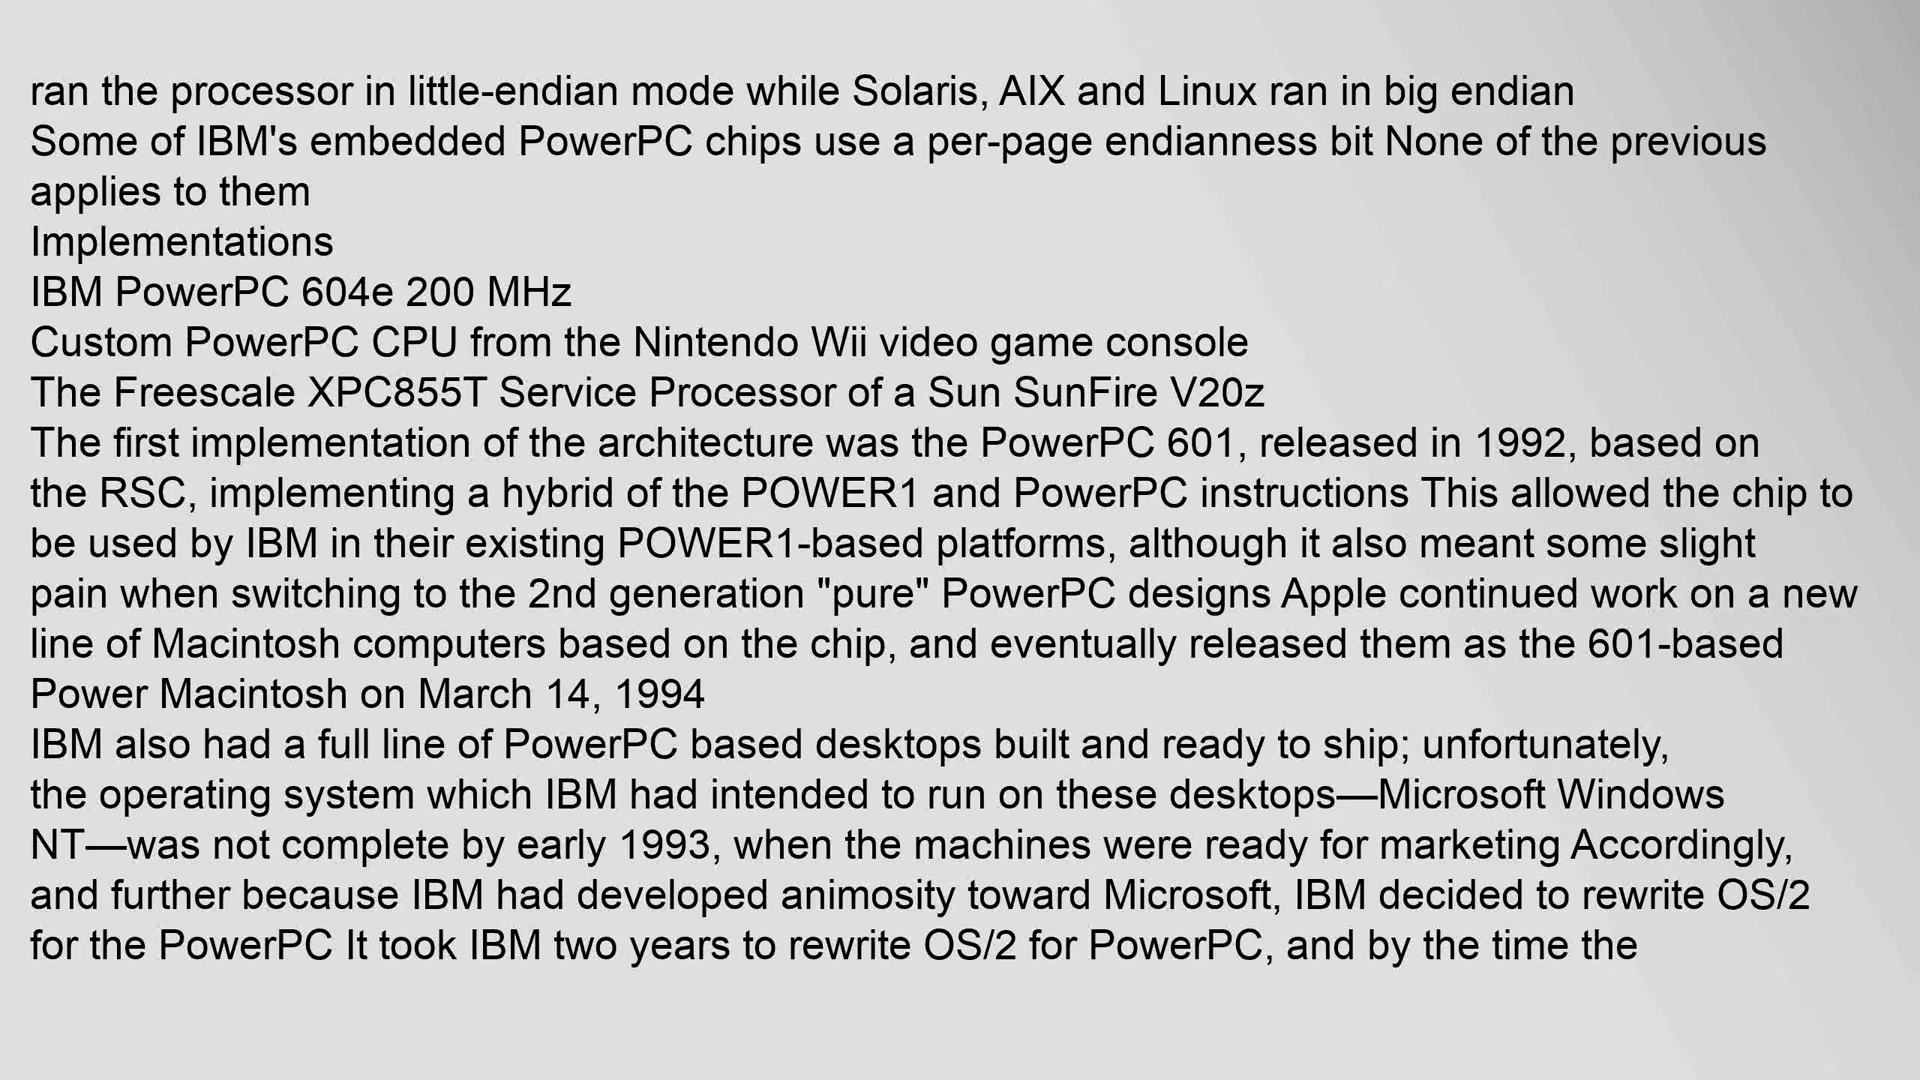 ran the processor in little-endian mode while Solaris, AIX and Linux ran in big endian
Some of IBM's embedded PowerPC chips use a per-page endianness bit None of the previous
applies to them
Implementations
IBM PowerPC 604e 200 MHz
Custom PowerPC CPU from the Nintendo Wii video game console
The Freescale XPC855T Service Processor of a Sun SunFire V20z
The first implementation of the architecture was the PowerPC 601, released in 1992, based on
the RSC, implementing a hybrid of the POWER1 and PowerPC instructions This allowed the chip to
be used by IBM in their existing POWER1-based platforms, although it also meant some slight
pain when switching to the 2nd generation "pure" PowerPC designs Apple continued work on a new
line of Macintosh computers based on the chip, and eventually released them as the 601-based
Power Macintosh on March 14, 1994
IBM also had a full line of PowerPC based desktops built and ready to ship; unfortunately,
the operating system which IBM had intended to run on these desktops—Microsoft Windows
NT—was not complete by early 1993, when the machines were ready for marketing Accordingly,
and further because IBM had developed animosity toward Microsoft, IBM decided to rewrite OS/2
for the PowerPC It took IBM two years to rewrite OS/2 for PowerPC, and by the time the